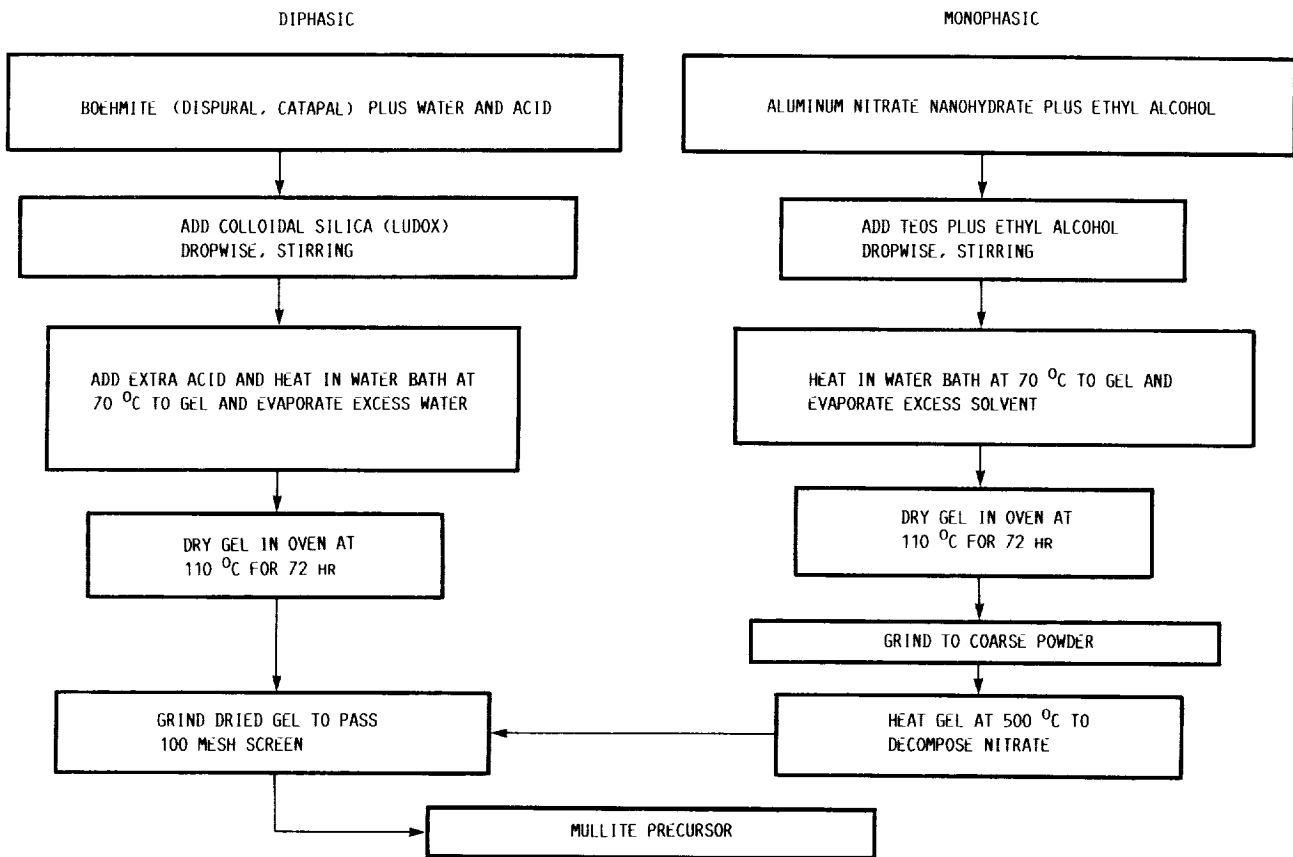 DIPHASIC
BOEHMITE (DISPURAL, CATAPAL) PLUS WATER AND ACID
ADD COLLOIDAL SILICA (LUDOX)
DROPWISE, STIRRING
ADD EXTRA ACID AND HEAT IN WATER BATH AT
70 °C TO GEL AND EVAPORATE EXCESS WATER
DRY GEL IN OVEN AT
110 °C FOR 72 HR
GRIND DRIED GEL TO PASS
100 MESH SCREEN
MONOPHASIC
ALUMINUM NITRATE NANOHYDRATE PLUS ETHYL ALCOHOL
ADD TEOS PLUS ETHYL ALCOHOL
DROPWISE, STIRRING
HEAT IN WATER BATH AT 70 °C TO GEL AND
EVAPORATE EXCESS SOLVENT
DRY GEL IN OVEN AT
110 °C FOR 72 HR
GRIND TO COARSE POWDER
HEAT GEL AT 500 °C TO
DECOMPOSE NITRATE
MULLITE PRECURSOR